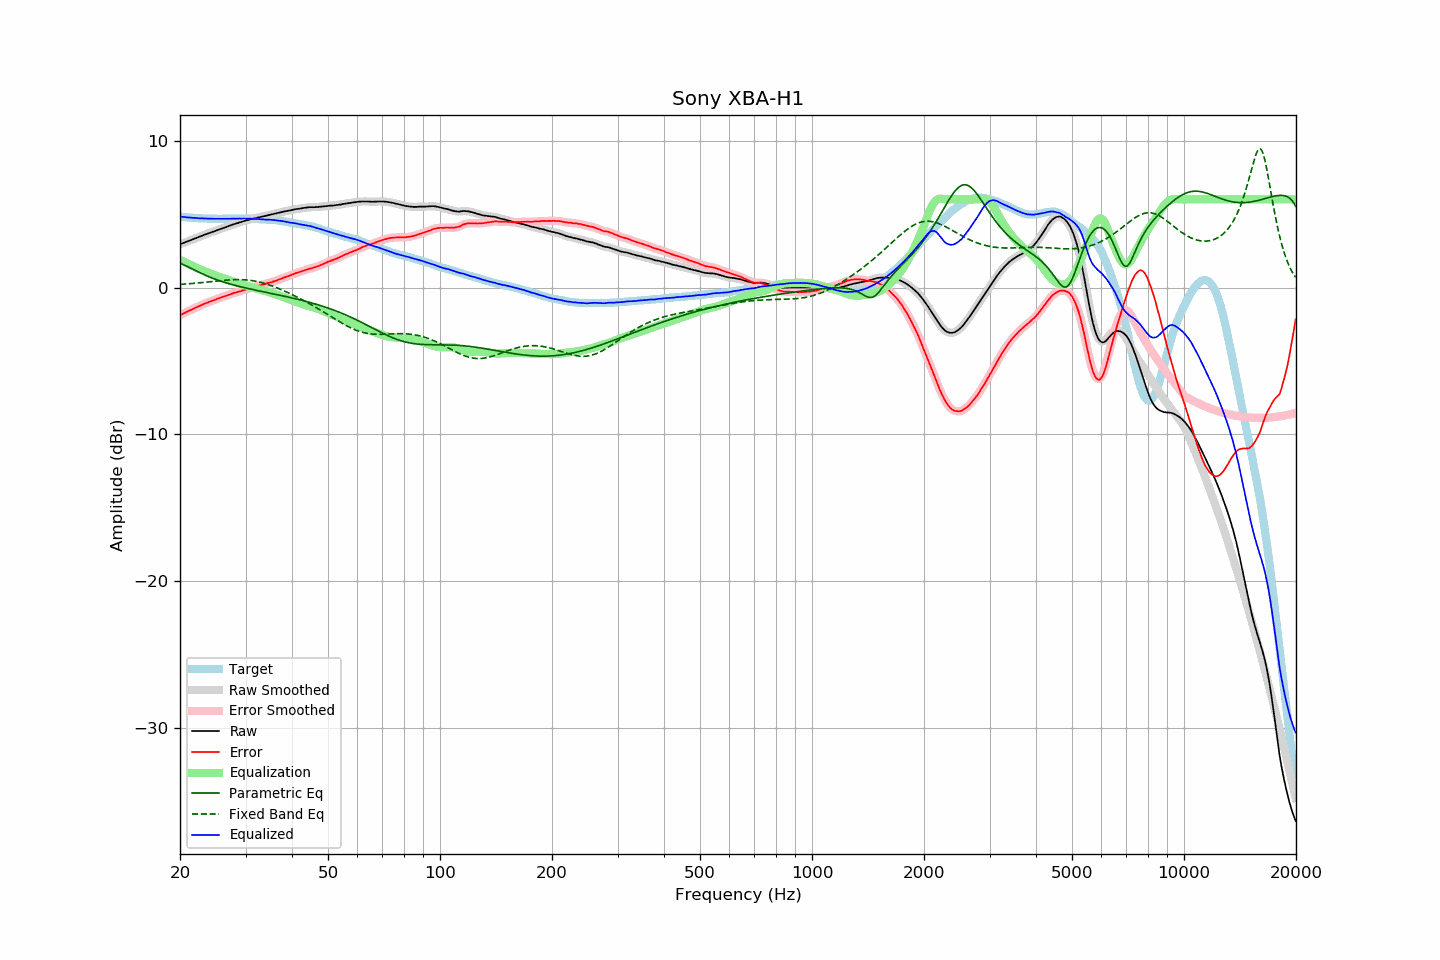 Sony XBA-H1
10
0
−10
−20
−30
Amplitude (dBr)
Target
Raw Smoothed
Error Smoothed
Raw
Error
Equalization
Parametric Eq
Fixed Band Eq
Equalized
20 50 100 200 500 1000 2000 5000 10000 20000
Frequency (Hz)